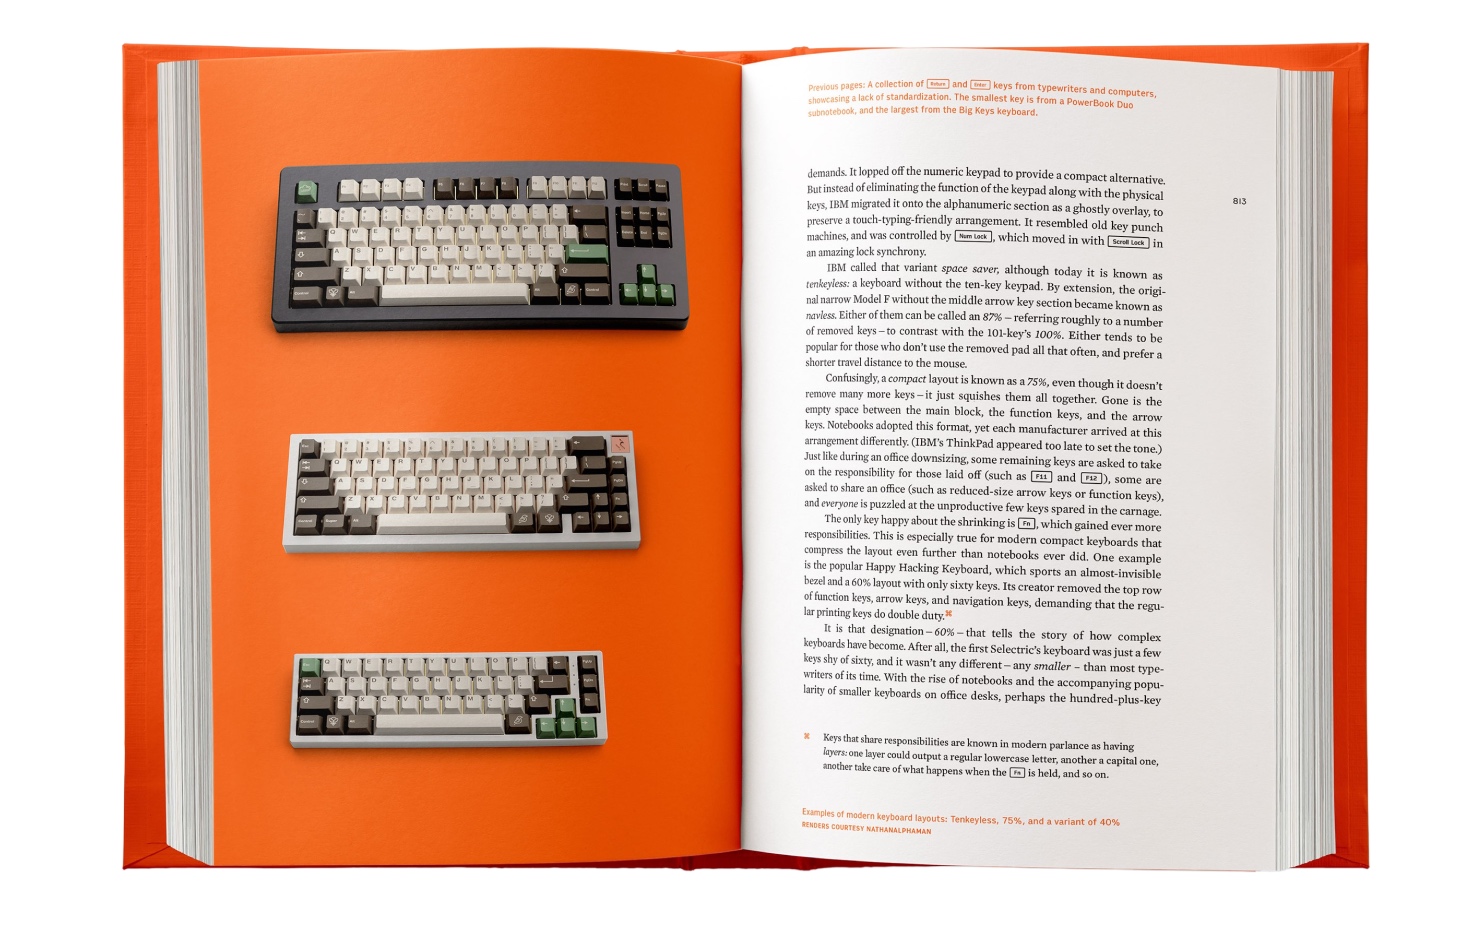 Previous pages: A collection of Return and Enter keys from typewriters and computers,
showcasing a lack of standardization. The smallest key is from a PowerBook Duo
subnotebook, and the largest from the Big Keys keyboard.
demands. It lopped off the numeric keypad to provide a compact alternative.
But instead of eliminating the function of the keypad along with the physical
keys, IBM migrated it onto the alphanumeric section as a ghostly overlay, to
preserve a touch-typing-friendly arrangement. It resembled old key punch
machines, and was controlled by Num Lock, which moved in with Scroll Lock in
an amazing lock synchrony.
IBM called that variant space saver, although today it is known as
tenkeyless: a keyboard without the ten-key keypad. By extension, the origi-
nal narrow Model F without the middle arrow key section became known as
navless. Either of them can be called an 87% – referring roughly to a number
of removed keys – to contrast with the 101-key's 100%. Either tends to be
popular for those who don't use the removed pad all that often, and prefer a
shorter travel distance to the mouse.
Confusingly, a compact layout is known as a 75%, even though it doesn't
remove many more keys – it just squishes them all together. Gone is the
empty space between the main block, the function keys, and the arrow
keys. Notebooks adopted this format, yet each manufacturer arrived at this
arrangement differently. (IBM's ThinkPad appeared too late to set the tone.)
Just like during an office downsizing, some remaining keys are asked to take
on the responsibility for those laid off (such as F11 and F12), some are
asked to share an office (such as reduced-size arrow keys or function keys),
and everyone is puzzled at the unproductive few keys spared in the carnage.
The only key happy about the shrinking is Fn, which gained ever more
responsibilities. This is especially true for modern compact keyboards that
compress the layout even further than notebooks ever did. One example
is the popular Happy Hacking Keyboard, which sports an almost-invisible
bezel and a 60% layout with only sixty keys. Its creator removed the top row
of function keys, arrow keys, and navigation keys, demanding that the regu-
lar printing keys do double duty.⌘
It is that designation – 60% – that tells the story of how complex
keyboards have become. After all, the first Selectric's keyboard was just a few
keys shy of sixty, and it wasn't any different – any smaller – than most type-
writers of its time. With the rise of notebooks and the accompanying popu-
larity of smaller keyboards on office desks, perhaps the hundred-plus-key
813
⌘ Keys that share responsibilities are known in modern parlance as having
layers: one layer could output a regular lowercase letter, another a capital one,
another take care of what happens when the Fn is held, and so on.
Examples of modern keyboard layouts: Tenkeyless, 75%, and a variant of 40%
RENDERS COURTESY NATHANALPHAMAN